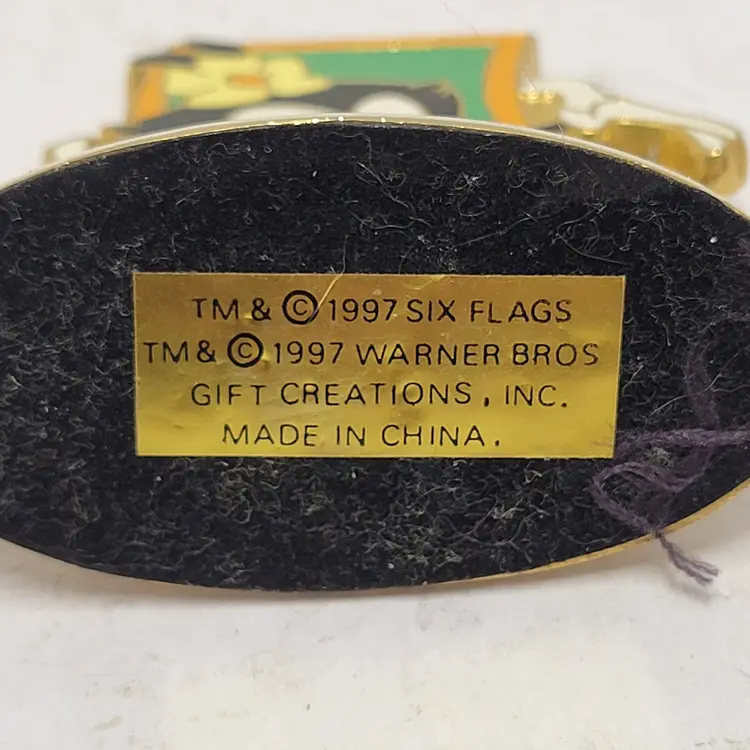 TM & © 1997 SIX FLAGS
TM & © 1997 WARNER BROS
GIFT CREATIONS, INC.
MADE IN CHINA.